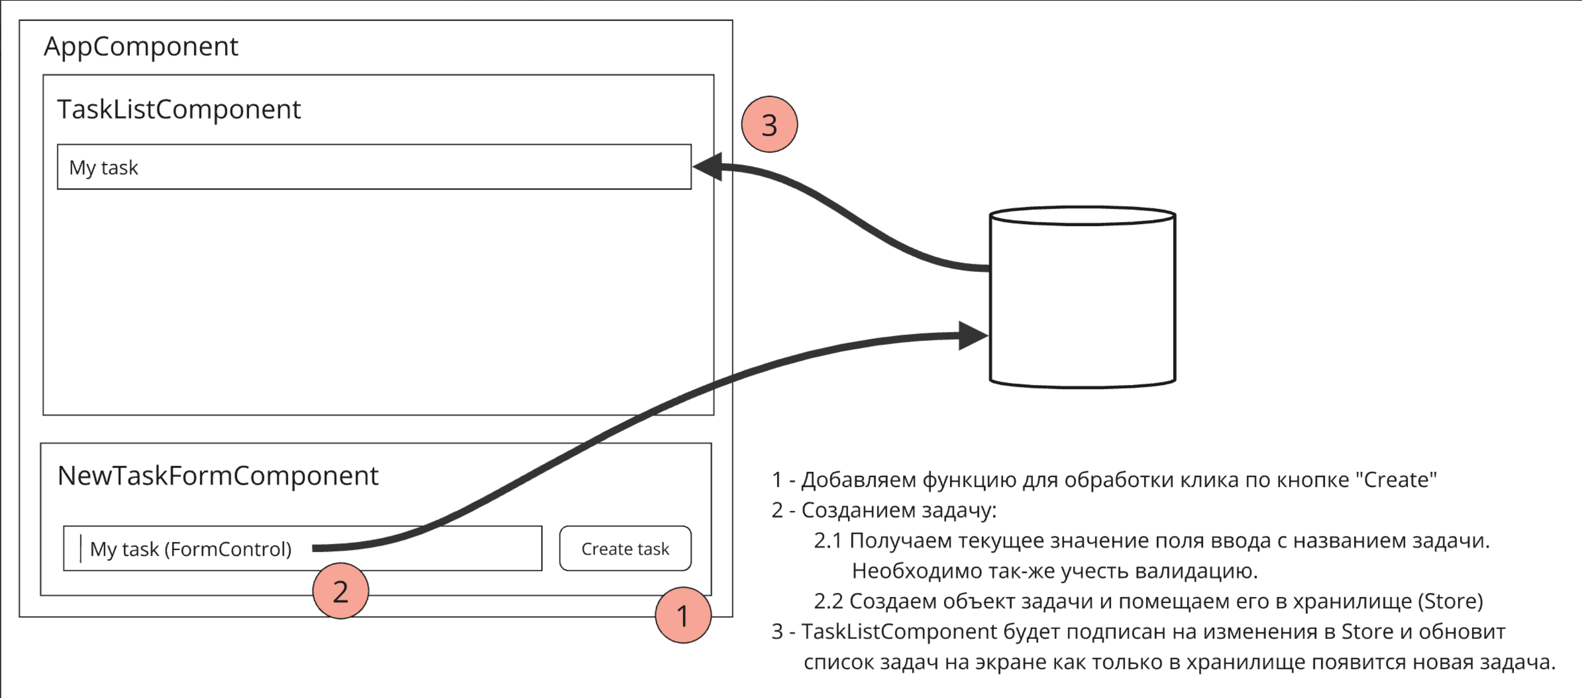 AppComponent
TaskListComponent
3
My task
NewTaskFormComponent
My task (FormControl)
Create task
2
1
1 - Добавляем функцию для обработки клика по кнопке "Create"
2 - Созданием задачу:
2.1 Получаем текущее значение поля ввода с названием задачи.
Необходимо так-же учесть валидацию.
2.2 Создаем объект задачи и помещаем его в хранилище (Store)
3 - TaskListComponent будет подписан на изменения в Store и обновит
список задач на экране как только в хранилище появится новая задача.